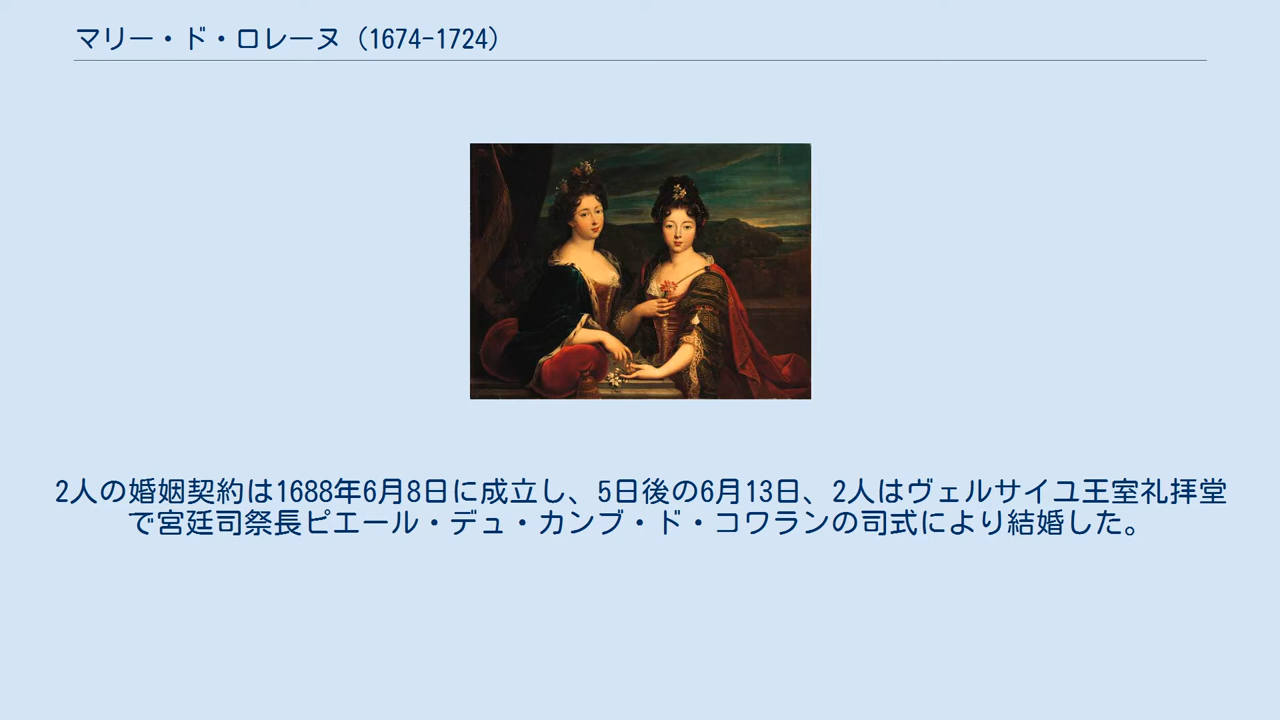 マリー・ド・ロレーヌ（1674-1724）
2人の婚姻契約は1688年6月8日に成立し、5日後の6月13日、2人はヴェルサイユ王室礼拝堂
で宮廷司祭長ピエール・デュ・カンブ・ド・コワランの司式により結婚した。